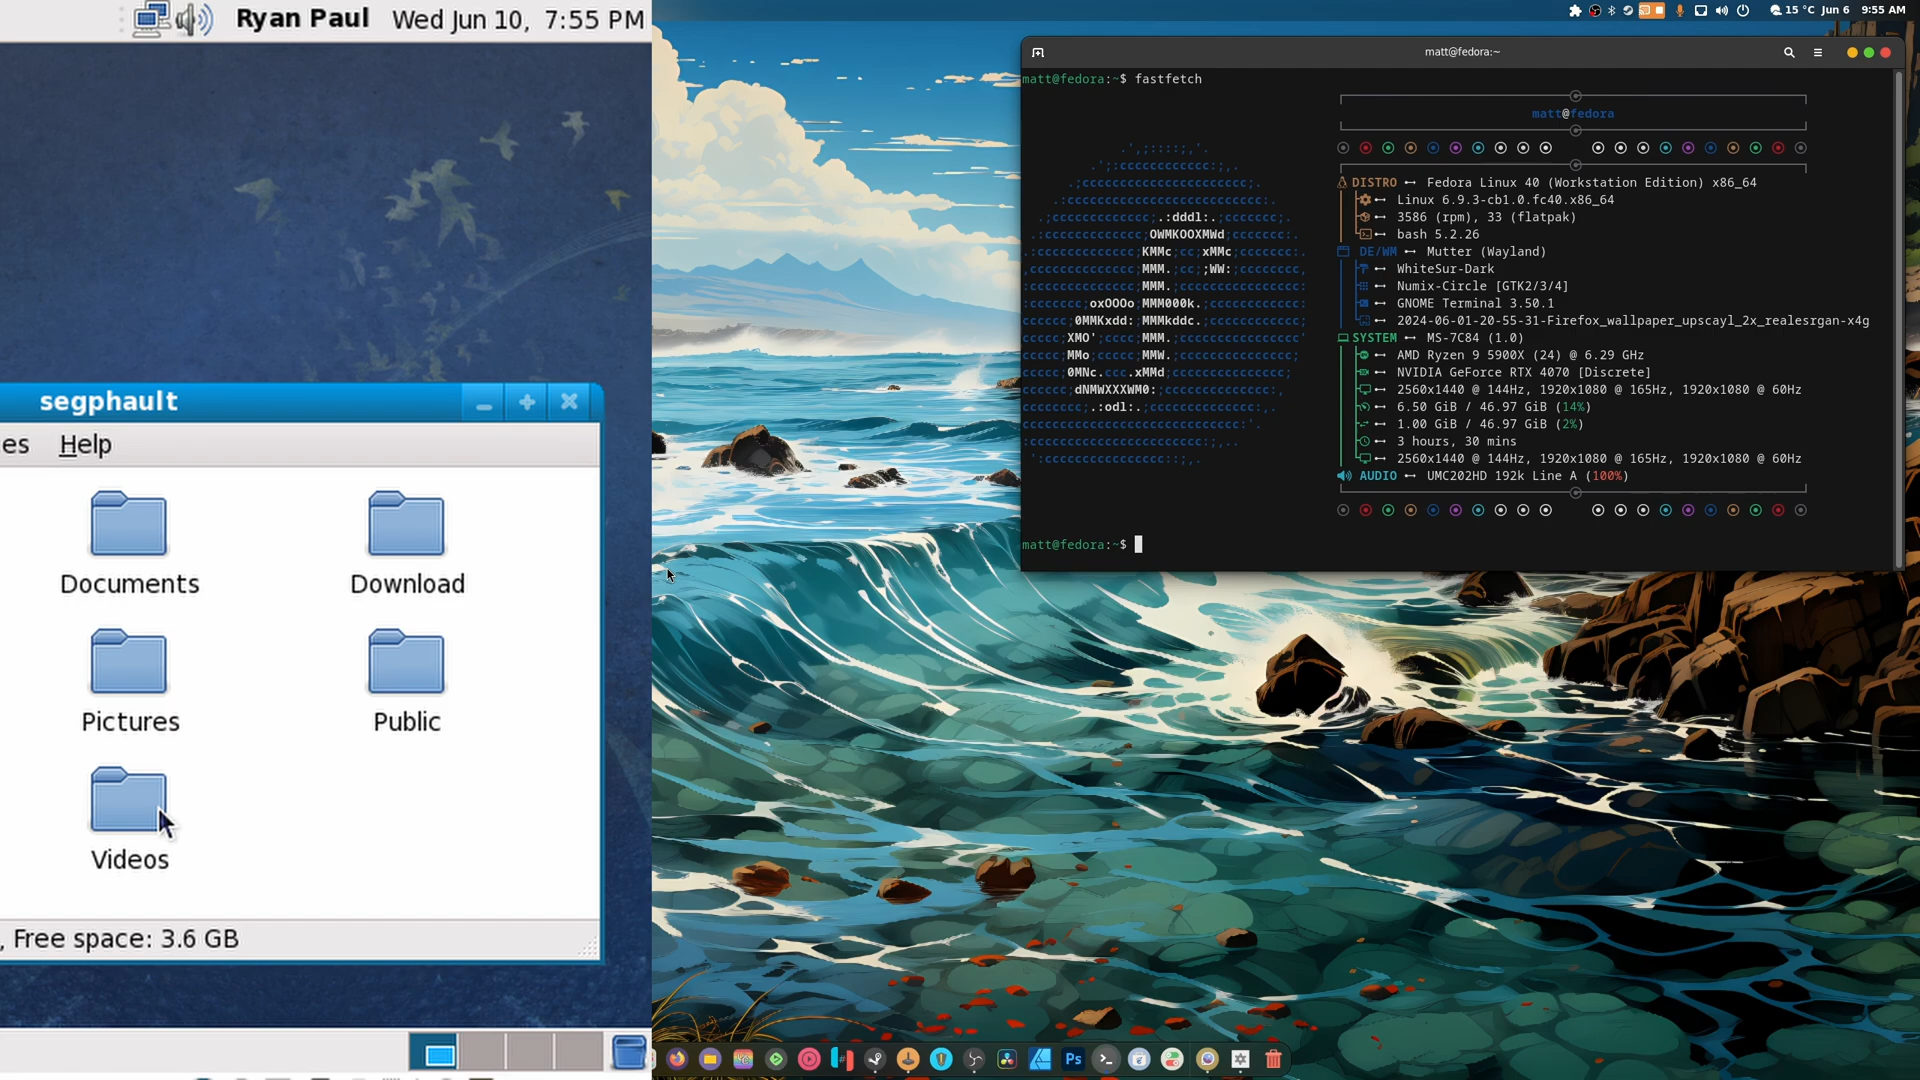 Ryan Paul Wed Jun 10, 7:55 PM
segphault
es Help
Documents Download
Pictures Public
Videos
, Free space: 3.6 GB
15 °C Jun 6 9:55 AM
matt@fedora:~
matt@fedora:~$ fastfetch
matt@fedora
DISTRO Fedora Linux 40 (Workstation Edition) x86_64
Linux 6.9.3-cb1.0.fc40.x86_64
3586 (rpm), 33 (flatpak)
bash 5.2.26
DE/WM Mutter (Wayland)
WhiteSur-Dark
Numix-Circle [GTK2/3/4]
GNOME Terminal 3.50.1
2024-06-01-20-55-31-Firefox_wallpaper_upscayl_2x_realesrgan-x4g
SYSTEM MS-7C84 (1.0)
AMD Ryzen 9 5900X (24) @ 6.29 GHz
NVIDIA GeForce RTX 4070 [Discrete]
2560x1440 @ 144Hz, 1920x1080 @ 165Hz, 1920x1080 @ 60Hz
6.50 GiB / 46.97 GiB (14%)
1.00 GiB / 46.97 GiB (2%)
3 hours, 30 mins
2560x1440 @ 144Hz, 1920x1080 @ 165Hz, 1920x1080 @ 60Hz
AUDIO UMC202HD 192k Line A (100%)
matt@fedora:~$
Ps